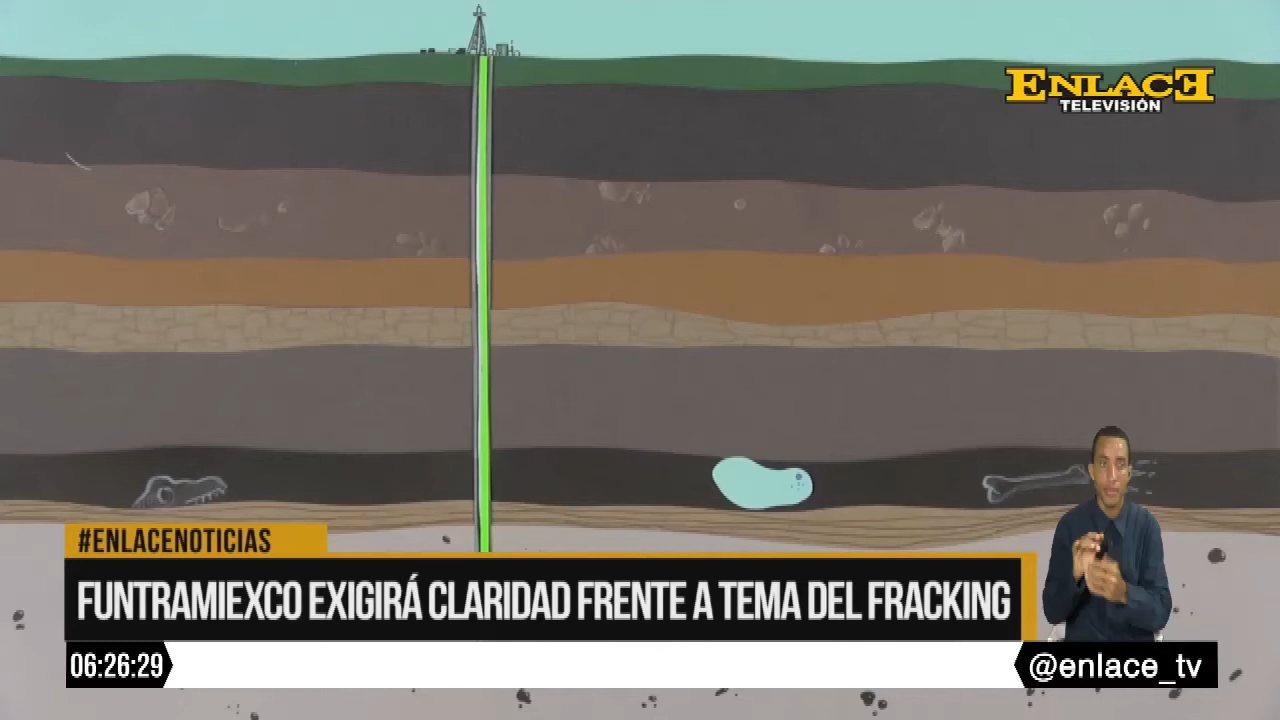 ENLACE
TELEVISIÓN
#ENLACENOTICIAS
FUNTRAMIEXCO EXIGIRÁ CLARIDAD FRENTE A TEMA DEL FRACKING
06:26:29
@enlace_tv